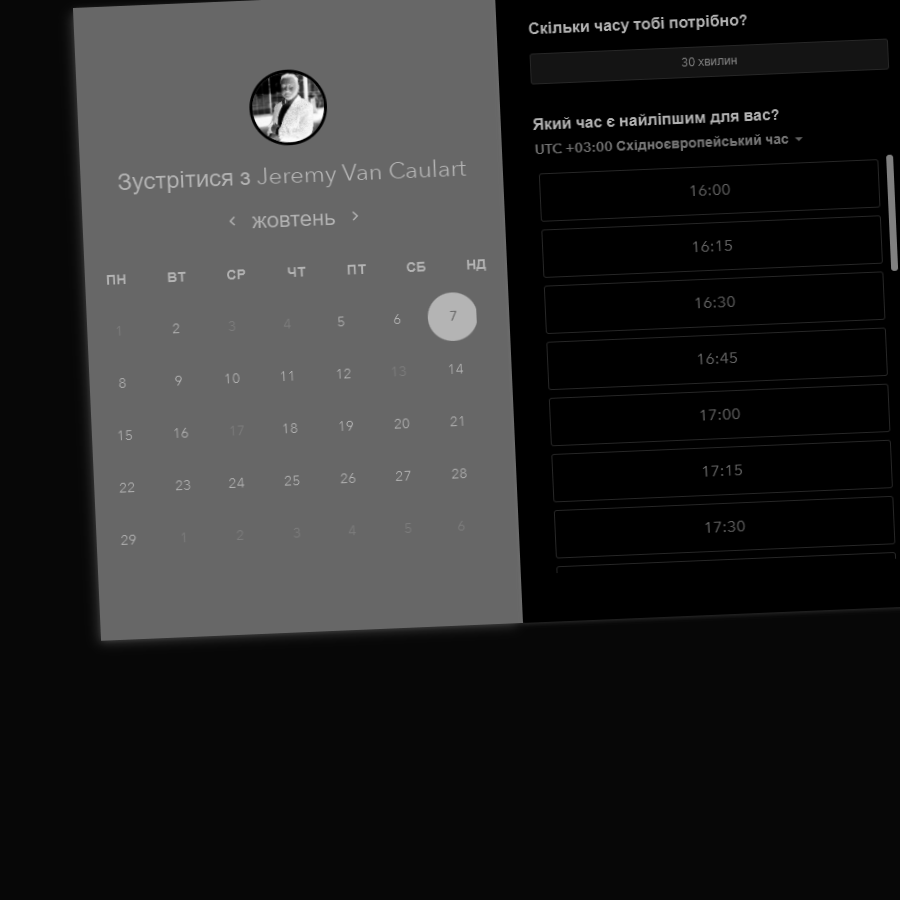 Зустрітися з Jeremy Van Caulart
‹ жовтень ›
ПН ВТ СР ЧТ ПТ СБ НД
1 2 3 4 5 6 7
8 9 10 11 12 13 14
15 16 17 18 19 20 21
22 23 24 25 26 27 28
29 1 2 3 4 5 6
Скільки часу тобі потрібно?
30 хвилин
Який час є найліпшим для вас?
UTC +03:00 Східноєвропейський час
16:00
16:15
16:30
16:45
17:00
17:15
17:30